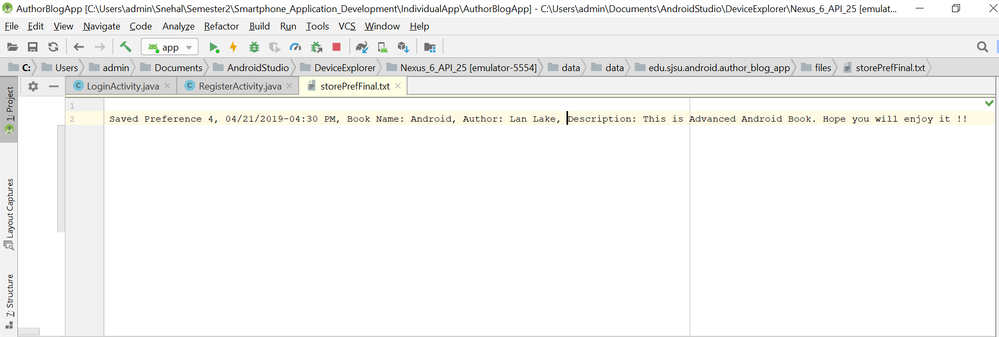 AuthorBlogApp [C:\Users\admin\Snehal\Semester2\Smartphone_Application_Development\IndividualApp\AuthorBlogApp] - C:\Users\admin\Documents\AndroidStudio\DeviceExplorer\Nexus_6_API_25 [emulat...
File Edit View Navigate Code Analyze Refactor Build Run Tools VCS Window Help
app
C: Users admin Documents AndroidStudio DeviceExplorer Nexus_6_API_25 [emulator-5554] data data edu.sjsu.android.author_blog_app files storePrefFinal.txt
C LoginActivity.java C RegisterActivity.java storePrefFinal.txt
1
2 Saved Preference 4, 04/21/2019-04:30 PM, Book Name: Android, Author: Lan Lake, Description: This is Advanced Android Book. Hope you will enjoy it !!
1: Project
Layout Captures
7: Structure